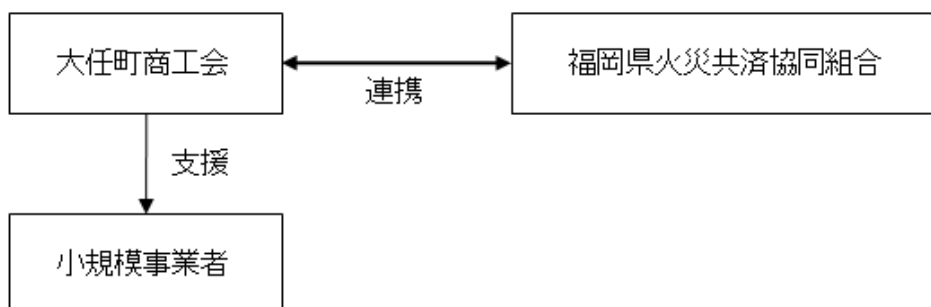 大任町商工会
福岡県火災共済協同組合
連携
支援
小規模事業者